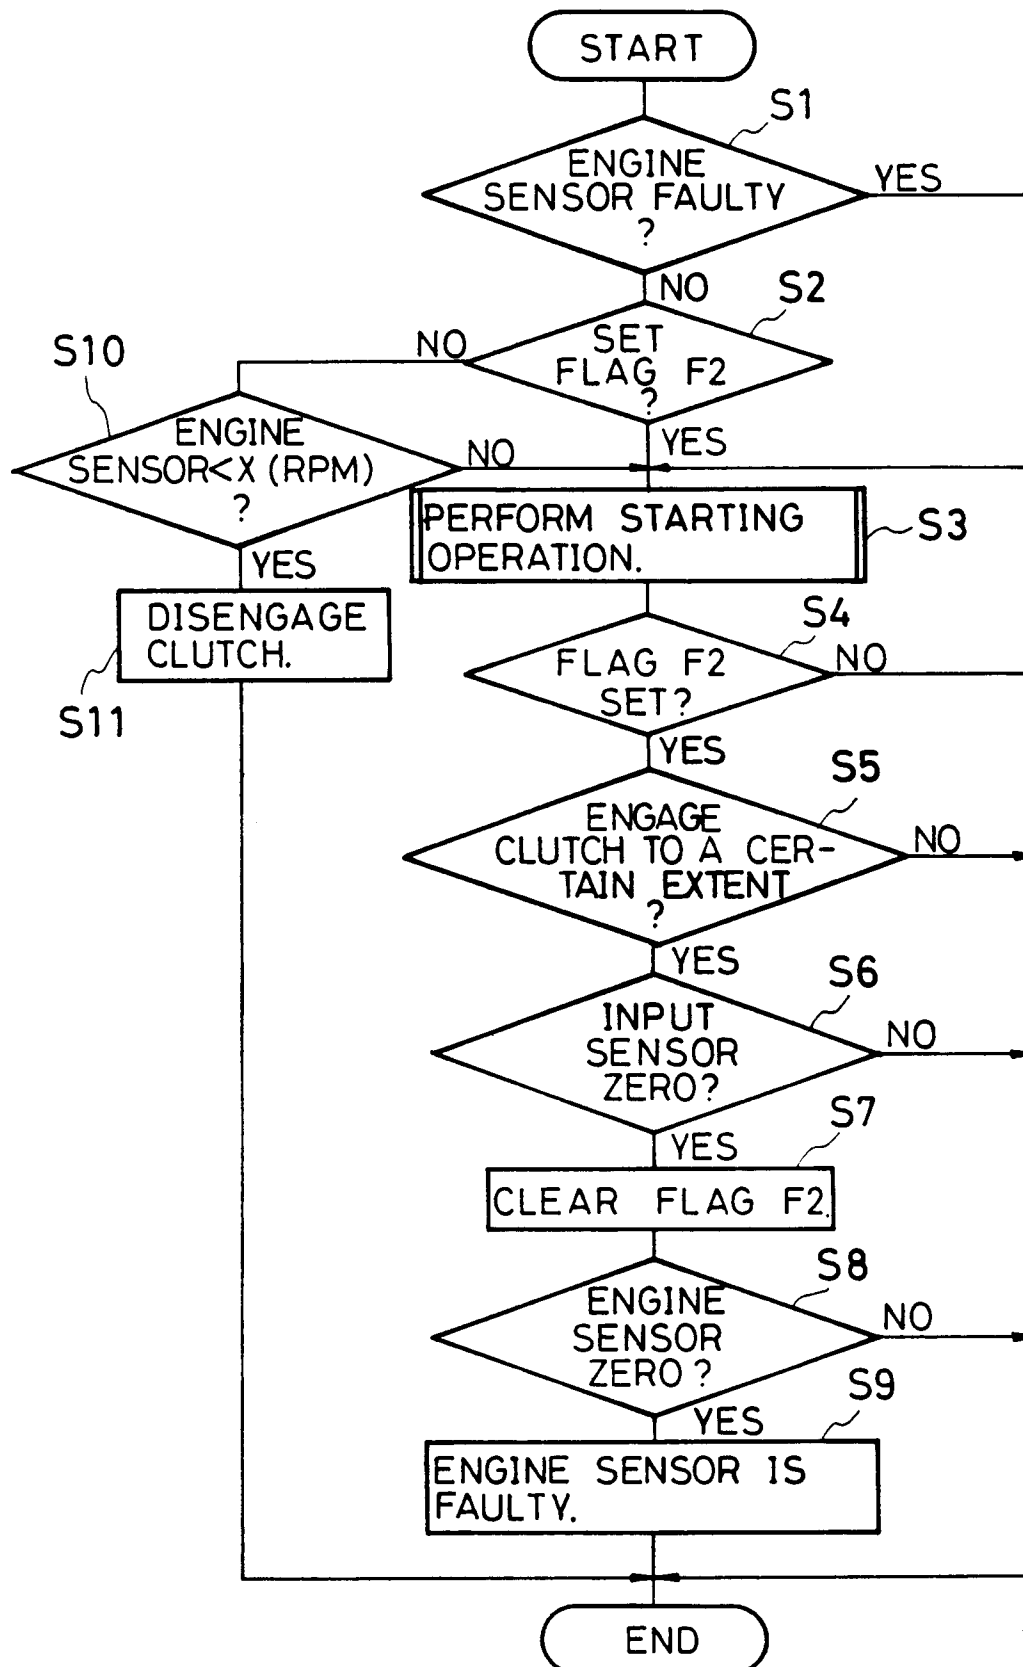 START
S1
ENGINE
SENSOR FAULTY
?
YES
NO
S2
SET
FLAG F2
?
NO
YES
S10
ENGINE
SENSOR<X (RPM)
?
NO
YES
PERFORM STARTING
OPERATION.
S3
DISENGAGE
CLUTCH.
S11
S4
FLAG F2
SET?
NO
YES
S5
ENGAGE
CLUTCH TO A CER-
TAIN EXTENT
?
NO
YES
S6
INPUT
SENSOR
ZERO?
NO
YES
S7
CLEAR FLAG F2.
S8
ENGINE
SENSOR
ZERO?
NO
YES
S9
ENGINE SENSOR IS
FAULTY.
END